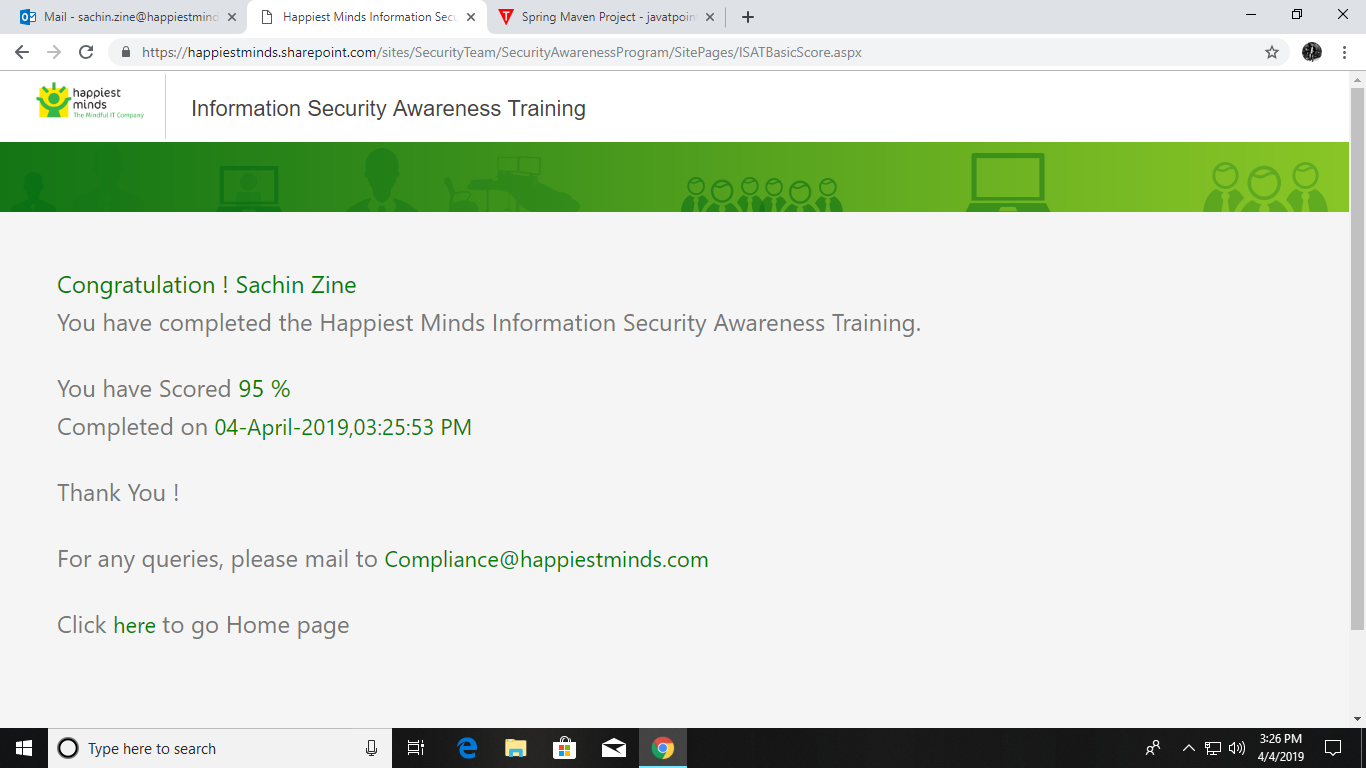 Mail - sachin.zine@happiestmind
Happiest Minds Information Secu
Spring Maven Project - javatpoin
https://happiestminds.sharepoint.com/sites/SecurityTeam/SecurityAwarenessProgram/SitePages/ISATBasicScore.aspx
happiest
minds
The Mindful IT Company
Information Security Awareness Training
Congratulation ! Sachin Zine
You have completed the Happiest Minds Information Security Awareness Training.
You have Scored 95 %
Completed on 04-April-2019,03:25:53 PM
Thank You !
For any queries, please mail to Compliance@happiestminds.com
Click here to go Home page
Type here to search
3:26 PM
4/4/2019